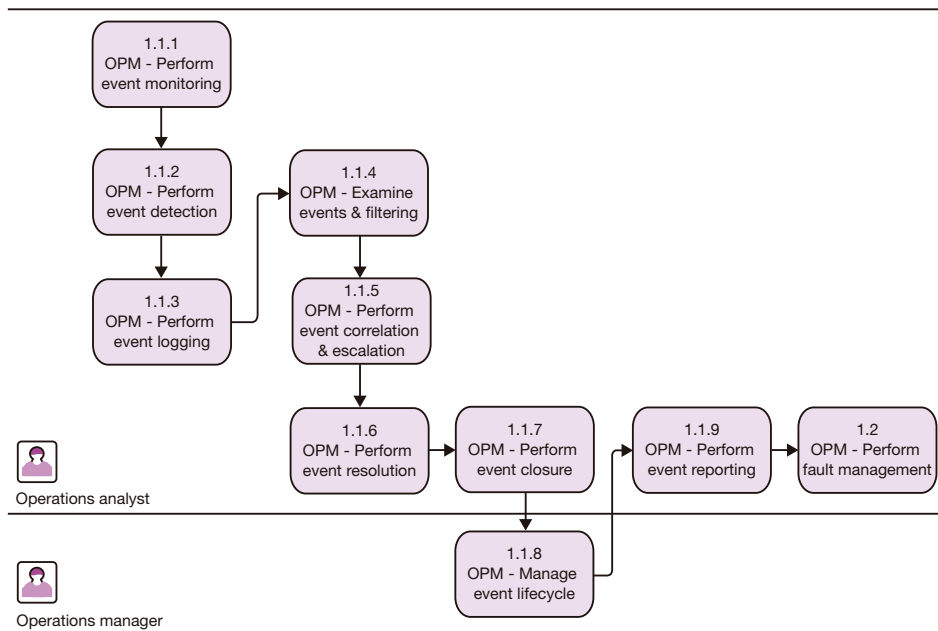 1.1.1
OPM - Perform
event monitoring
1.1.2
OPM - Perform
event detection
1.1.3
OPM - Perform
event logging
1.1.4
OPM - Examine
events & filtering
1.1.5
OPM - Perform
event correlation
& escalation
1.1.6
OPM - Perform
event resolution
1.1.7
OPM - Perform
event closure
1.1.9
OPM - Perform
event reporting
1.2
OPM - Perform
fault management
Operations analyst
1.1.8
OPM - Manage
event lifecycle
Operations manager